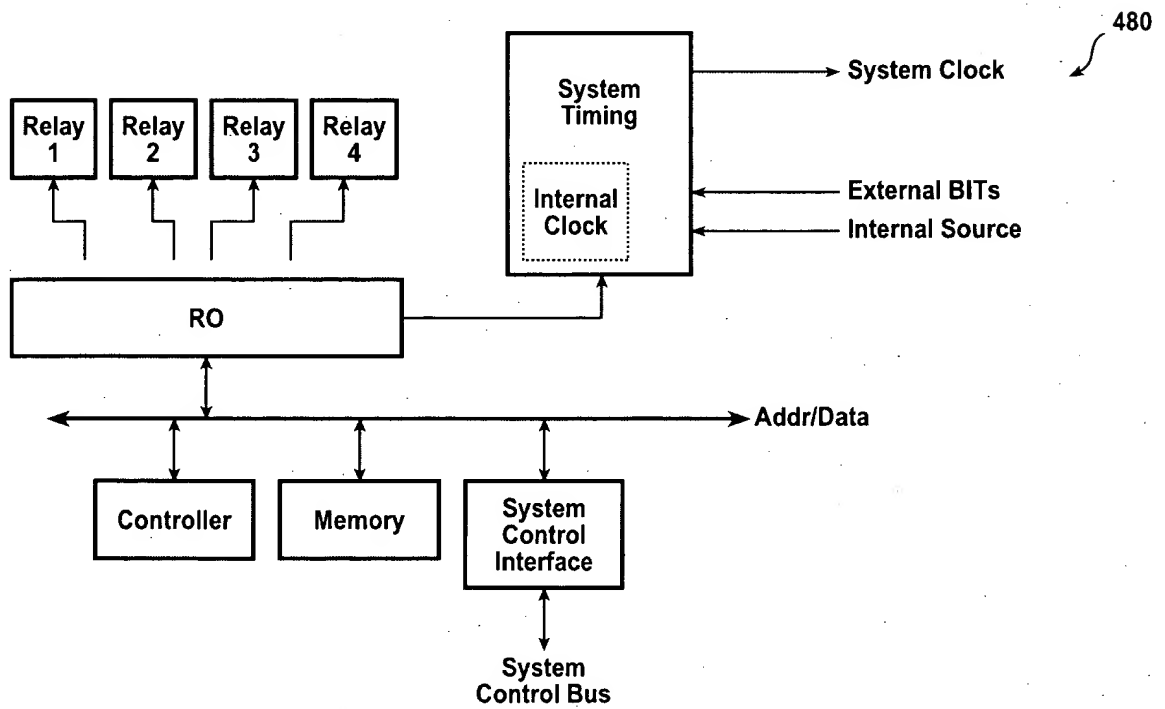 480
System Clock
System
Timing
Relay
1
Relay
2
Relay
3
Relay
4
Internal
Clock
External BITs
Internal Source
RO
Addr/Data
Controller
Memory
System
Control
Interface
System
Control Bus